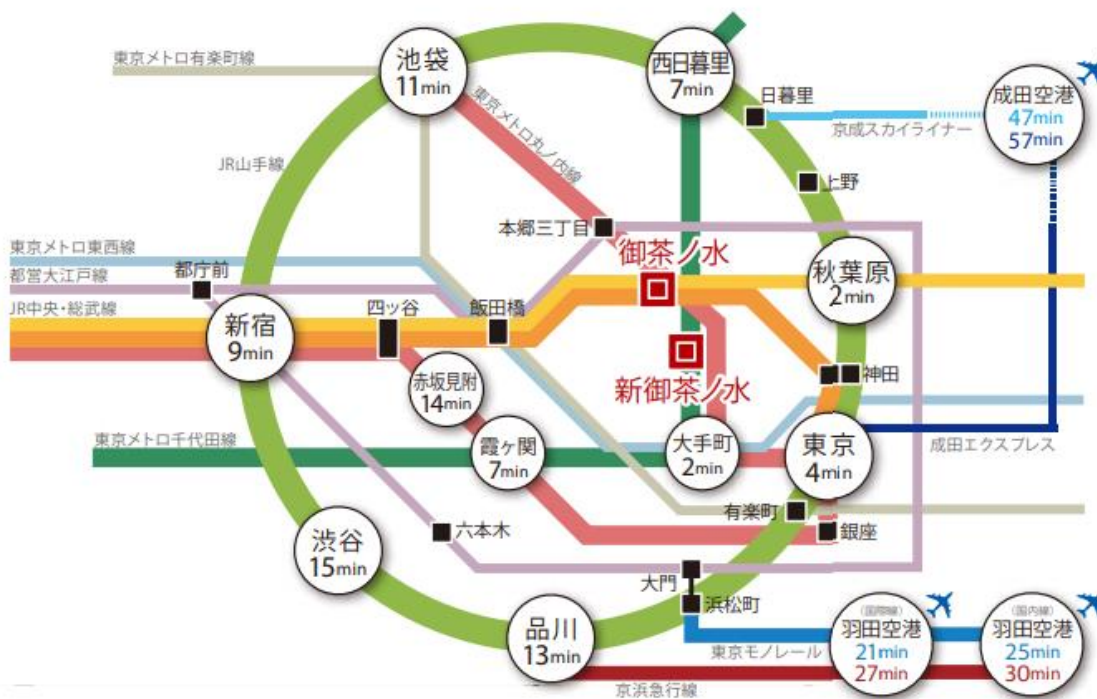 東京メトロ有楽町線
池袋
11min
西日暮里
7min
日暮里
成田空港
47min
57min
京成スカイライナー
東京メトロ丸ノ内線
JR山手線
上野
本郷三丁目
東京メトロ東西線
都営大江戸線
都庁前
JR中央・総武線
御茶ノ水
秋葉原
2min
四ッ谷
飯田橋
新宿
9min
赤坂見附
14min
新御茶ノ水
神田
東京メトロ千代田線
霞ヶ関
7min
大手町
2min
東京
4min
成田エクスプレス
有楽町
銀座
六本木
渋谷
15min
大門
浜松町
品川
13min
東京モノレール
(国際線)
羽田空港
21min
27min
(国内線)
羽田空港
25min
30min
京浜急行線